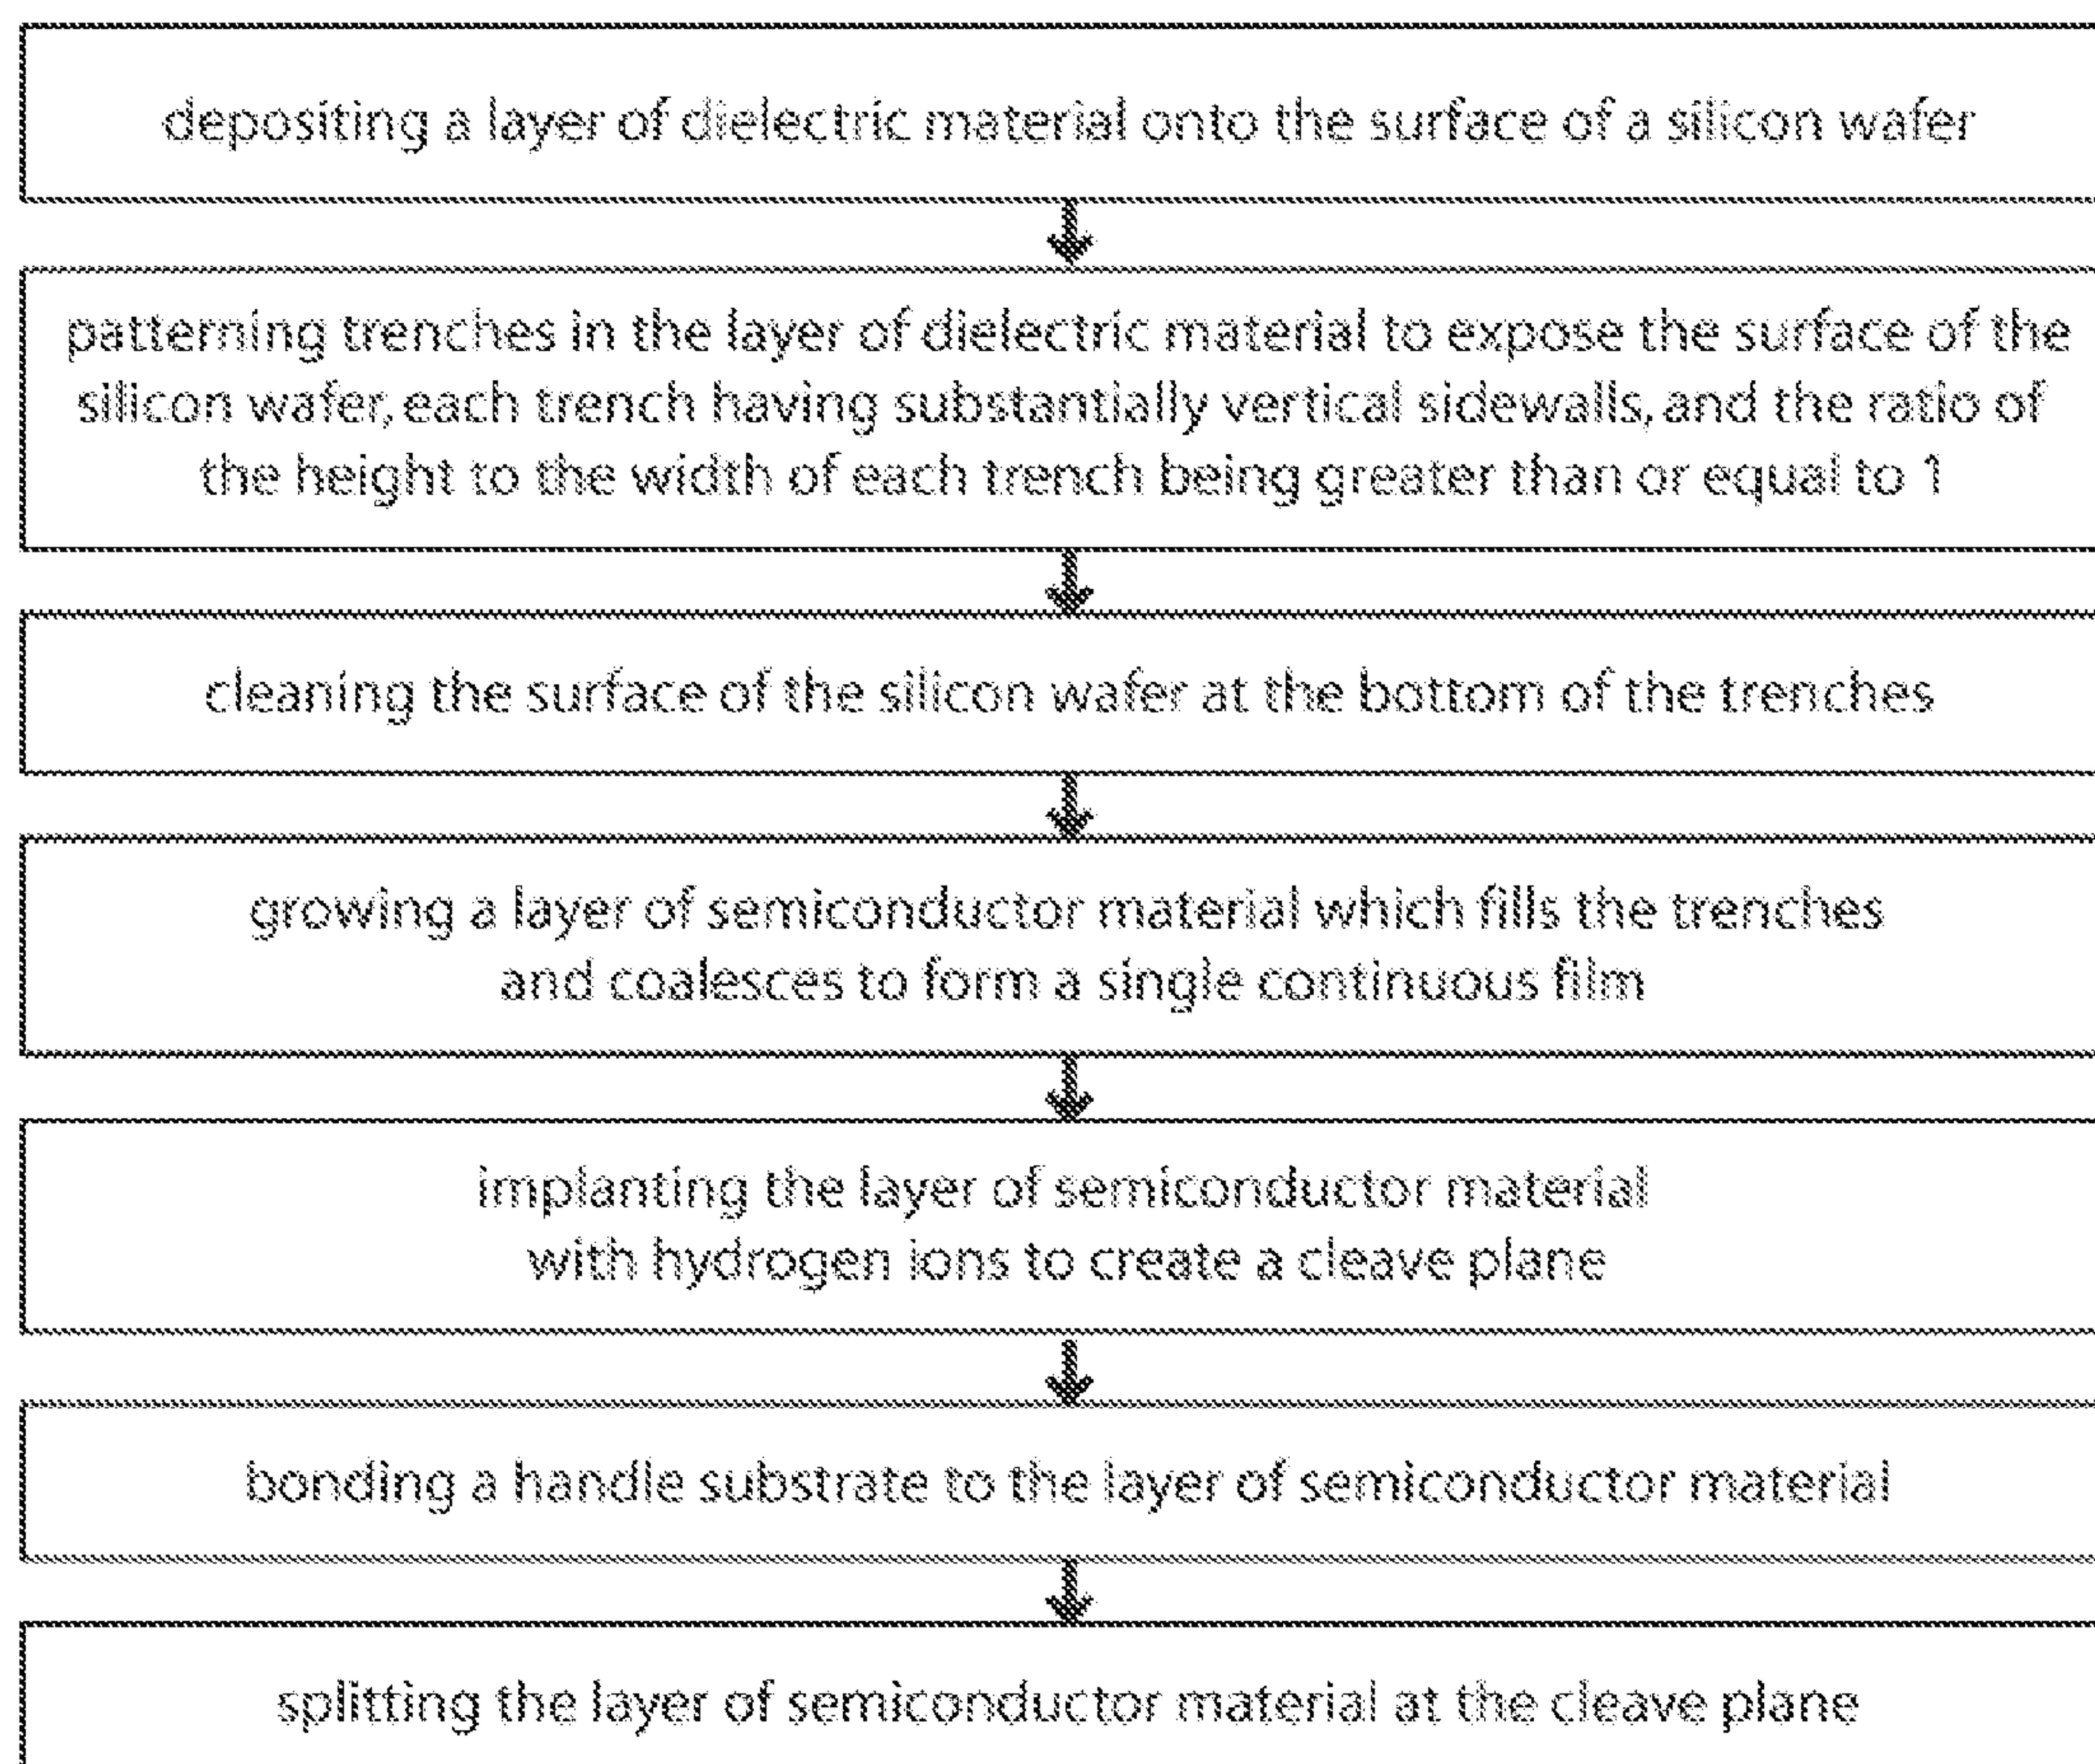 depositing a layer of dielectric material onto the surface of a silicon wafer
patterning trenches in the layer of dielectric material to expose the surface of the
silicon wafer, each trench having substantially vertical sidewalls, and the ratio of
the height to the width of each trench being greater than or equal to 1
cleaning the surface of the silicon wafer at the bottom of the trenches
growing a layer of semiconductor material which fills the trenches
and coalesces to form a single continuous film
implanting the layer of semiconductor material
with hydrogen ions to create a cleave plane
bonding a handle substrate to the layer of semiconductor material
splitting the layer of semiconductor material at the cleave plane